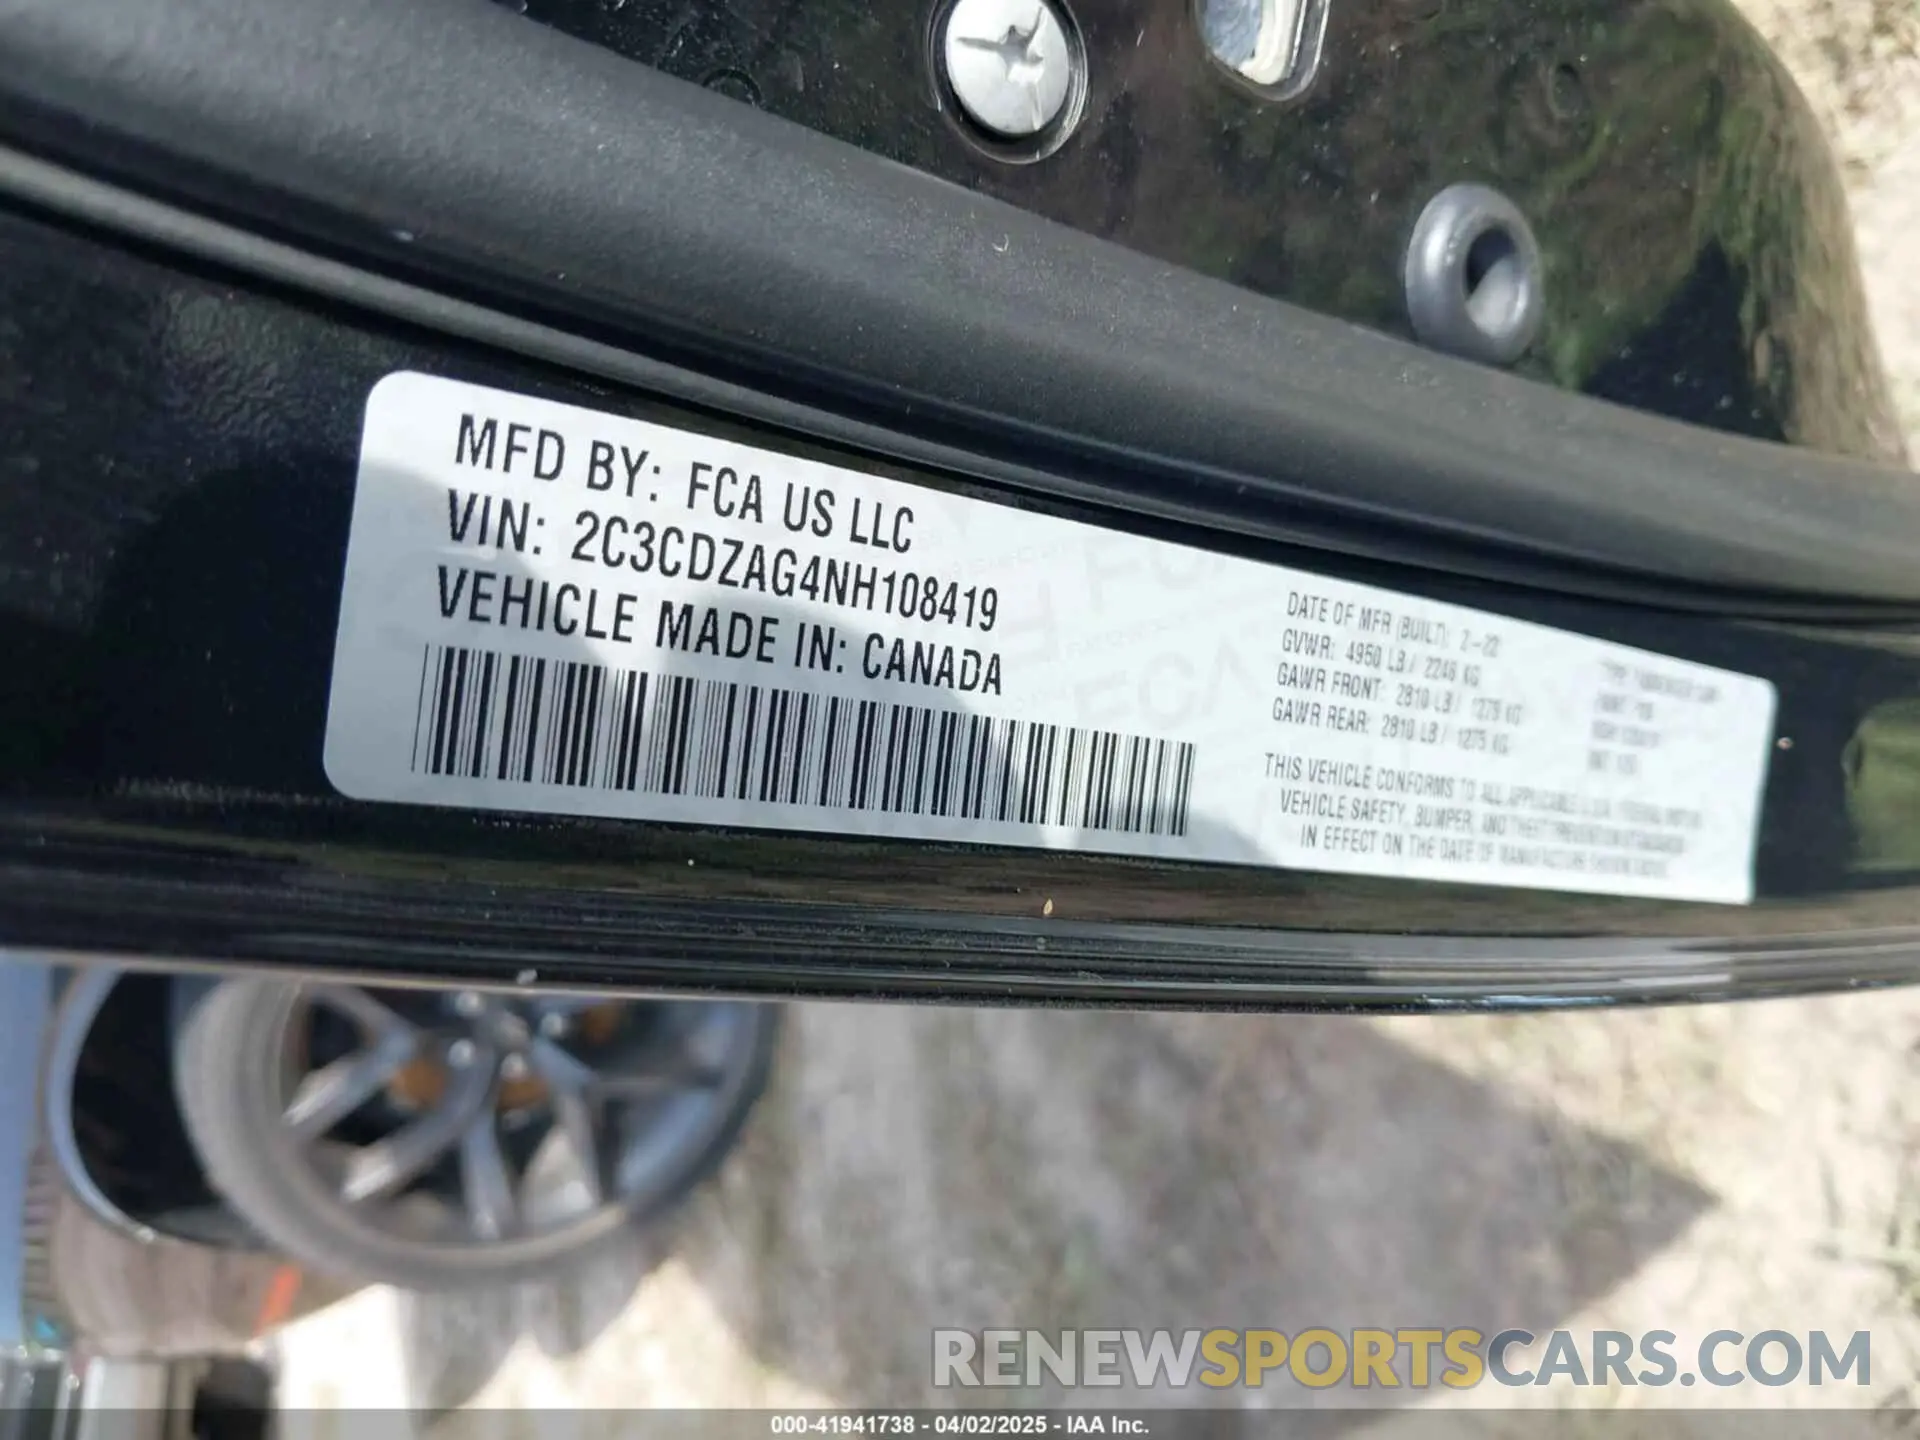 MFD BY: FCA US LLC
VIN: 2C3CDZAG4NH108419
VEHICLE MADE IN: CANADA
DATE OF MFR (BUILT): 2-22
GVWR: 4950 LB / 2246 KG
GAWR FRONT: 2810 LB / 1275 KG
GAWR REAR: 2810 LB / 1275 KG
THIS VEHICLE CONFORMS TO ALL APPLICABLE U.S.A. FEDERAL MOTOR
VEHICLE SAFETY, BUMPER, AND THEFT PREVENTION STANDARDS
IN EFFECT ON THE DATE OF MANUFACTURE SHOWN ABOVE.
RENEWSPORTSCARS.COM
000-41941738 - 04/02/2025 - IAA Inc.